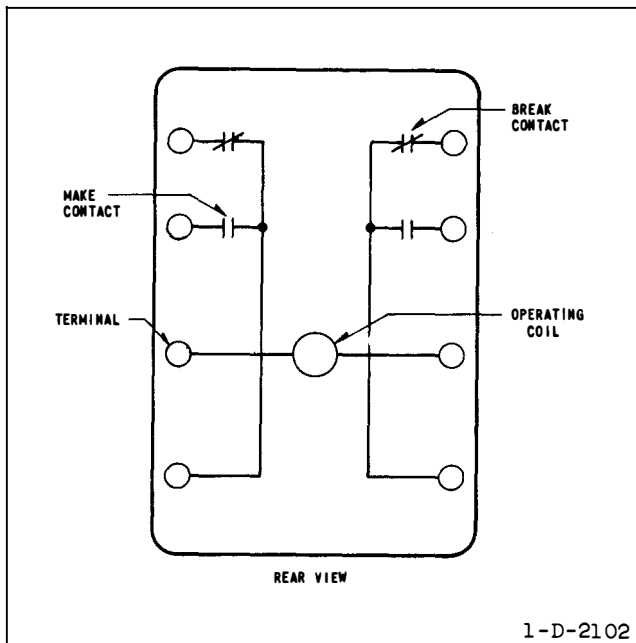 BREAK
CONTACT
MAKE
CONTACT
TERMINAL
OPERATING
COIL
REAR VIEW
1-D-2102